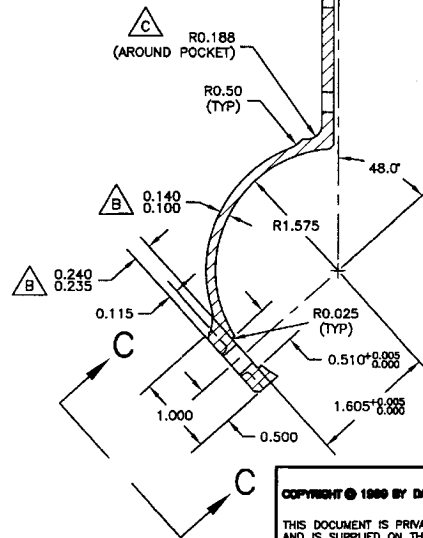 C
R0.188
(AROUND POCKET)
R0.50
(TYP)
48.0°
B 0.140
0.100
R1.575
B 0.240
0.235
0.115
R0.025
(TYP)
C
0.510+0.005
0.000
1.605+0.005
0.000
1.000
0.500
C
COPYRIGHT © 1989 BY
THIS DOCUMENT IS
AND IS SUPPLIED ON